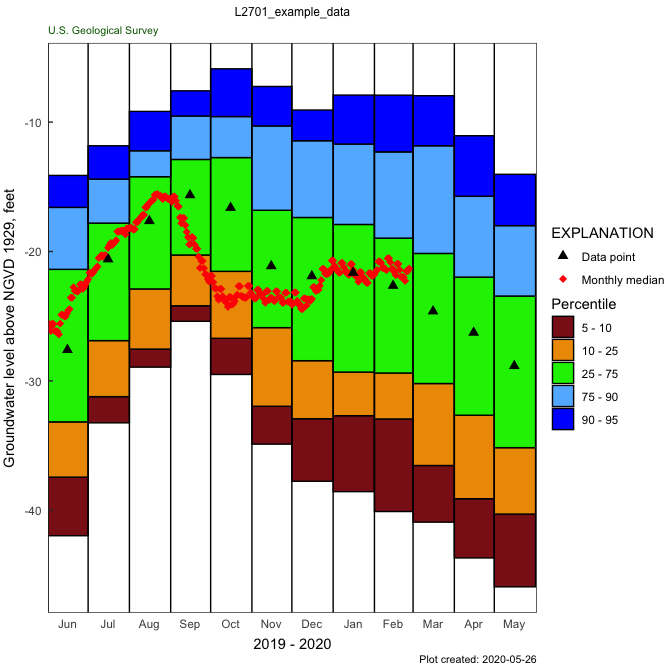 L2701_example_data
U.S. Geological Survey
Groundwater level above NGVD 1929, feet
-10
-20
-30
-40
Jun Jul Aug Sep Oct Nov Dec Jan Feb Mar Apr May
2019 - 2020
EXPLANATION
Data point
Monthly median
Percentile
5 - 10
10 - 25
25 - 75
75 - 90
90 - 95
Plot created: 2020-05-26